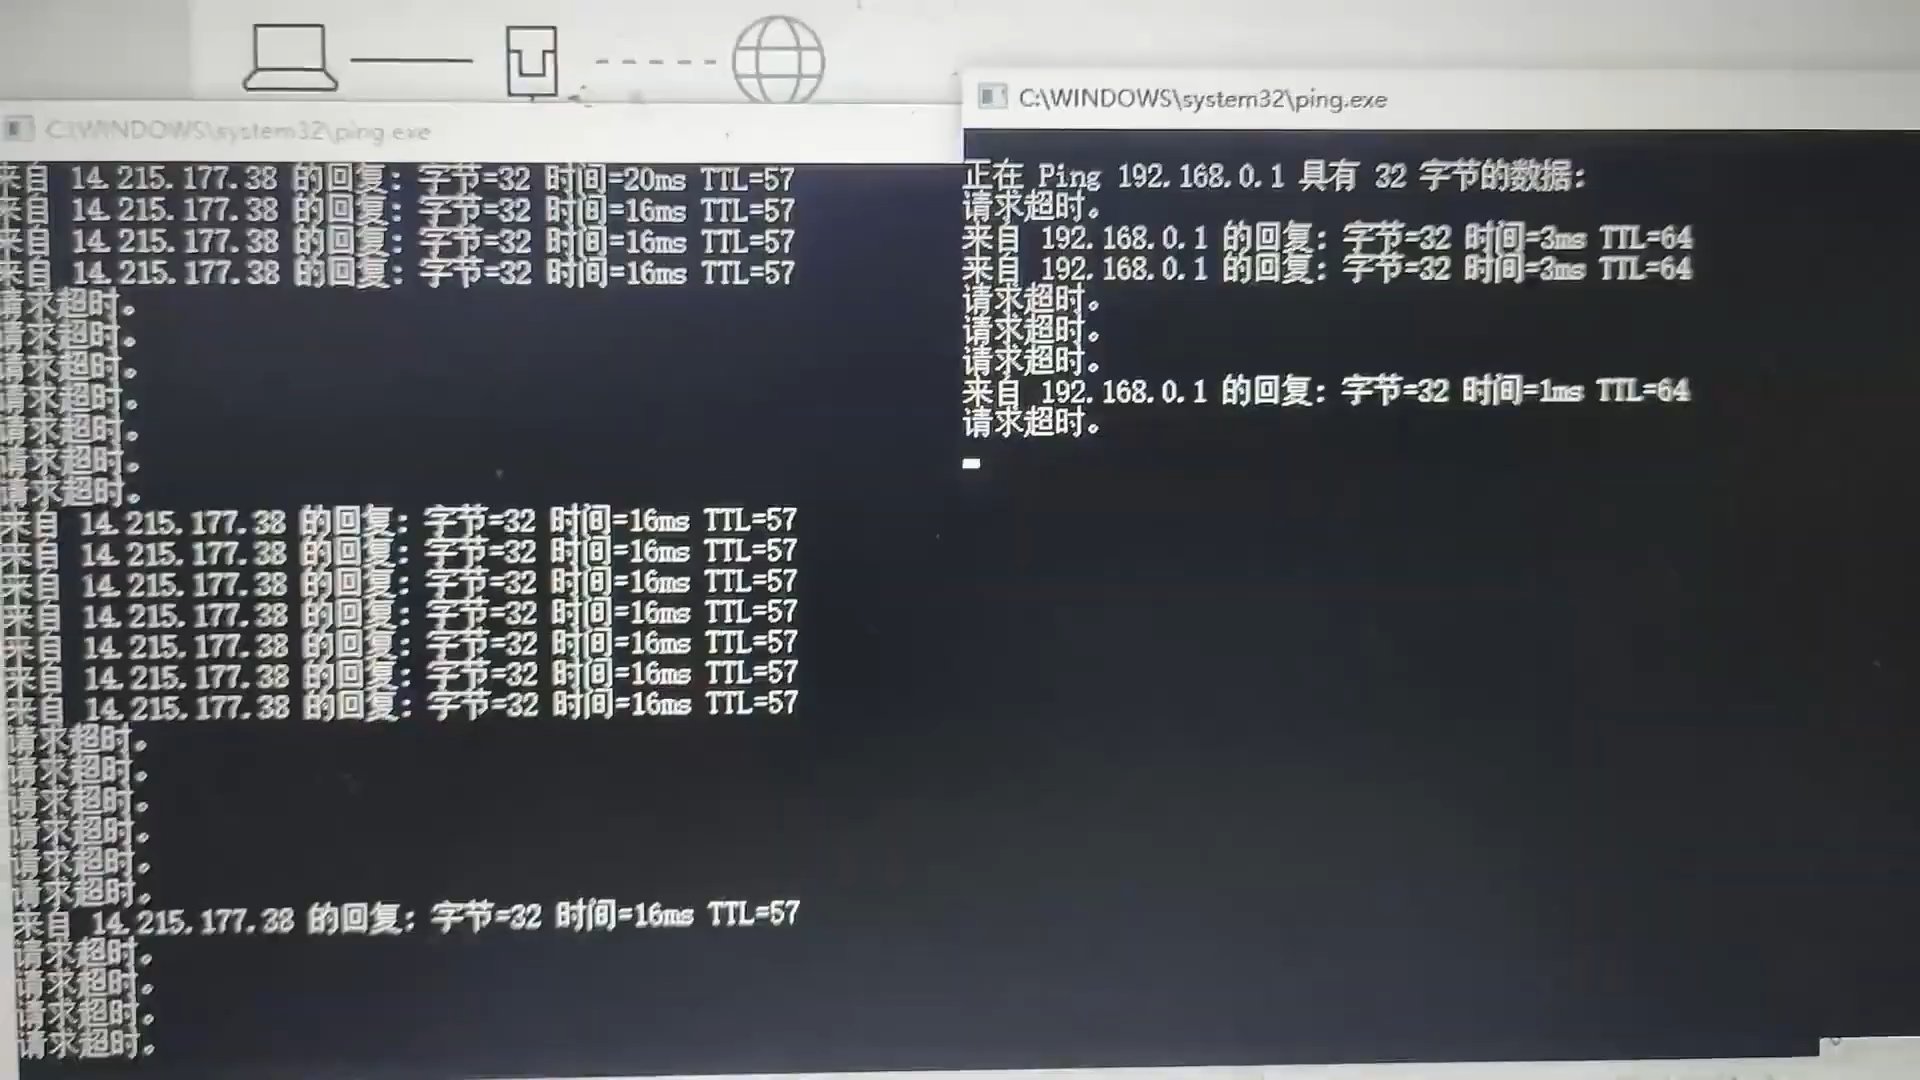 C:\WINDOWS\system32\ping.exe
来自 14.215.177.38 的回复: 字节=32 时间=20ms TTL=57
来自 14.215.177.38 的回复: 字节=32 时间=16ms TTL=57
来自 14.215.177.38 的回复: 字节=32 时间=16ms TTL=57
来自 14.215.177.38 的回复: 字节=32 时间=16ms TTL=57
请求超时。
请求超时。
请求超时。
请求超时。
请求超时。
请求超时。
请求超时。
来自 14.215.177.38 的回复: 字节=32 时间=16ms TTL=57
来自 14.215.177.38 的回复: 字节=32 时间=16ms TTL=57
来自 14.215.177.38 的回复: 字节=32 时间=16ms TTL=57
来自 14.215.177.38 的回复: 字节=32 时间=16ms TTL=57
来自 14.215.177.38 的回复: 字节=32 时间=16ms TTL=57
来自 14.215.177.38 的回复: 字节=32 时间=16ms TTL=57
来自 14.215.177.38 的回复: 字节=32 时间=16ms TTL=57
请求超时。
请求超时。
请求超时。
请求超时。
请求超时。
请求超时。
来自 14.215.177.38 的回复: 字节=32 时间=16ms TTL=57
请求超时。
请求超时。
请求超时。
请求超时。
C:\WINDOWS\system32\ping.exe
正在 Ping 192.168.0.1 具有 32 字节的数据:
请求超时。
来自 192.168.0.1 的回复: 字节=32 时间=3ms TTL=64
来自 192.168.0.1 的回复: 字节=32 时间=3ms TTL=64
请求超时。
请求超时。
请求超时。
来自 192.168.0.1 的回复: 字节=32 时间=1ms TTL=64
请求超时。